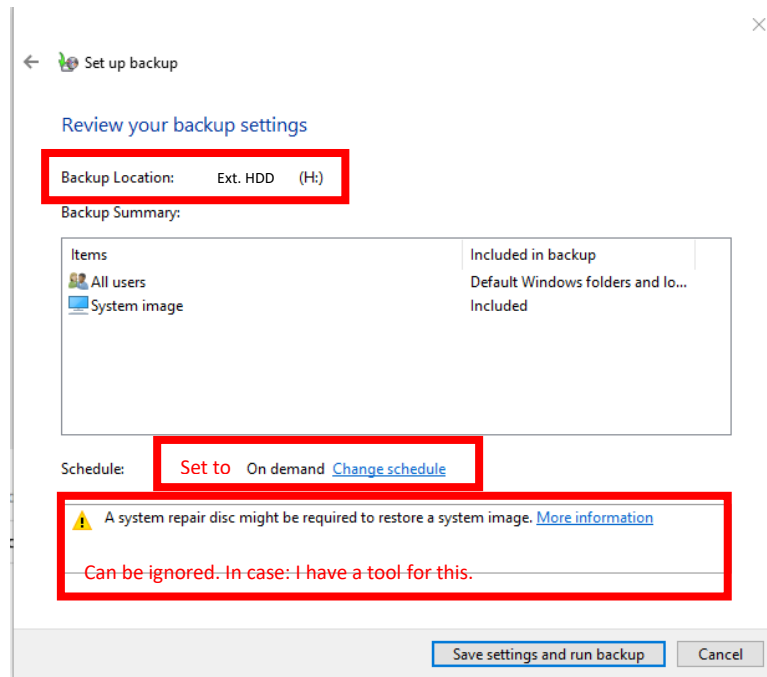 Set up backup
Review your backup settings
Backup Location: Ext. HDD (H:)
Backup Summary:
Items Included in backup
All users Default Windows folders and lo...
System image Included
Schedule: Set to On demand Change schedule
A system repair disc might be required to restore a system image. More information
Can be ignored. In case: I have a tool for this.
Save settings and run backup Cancel